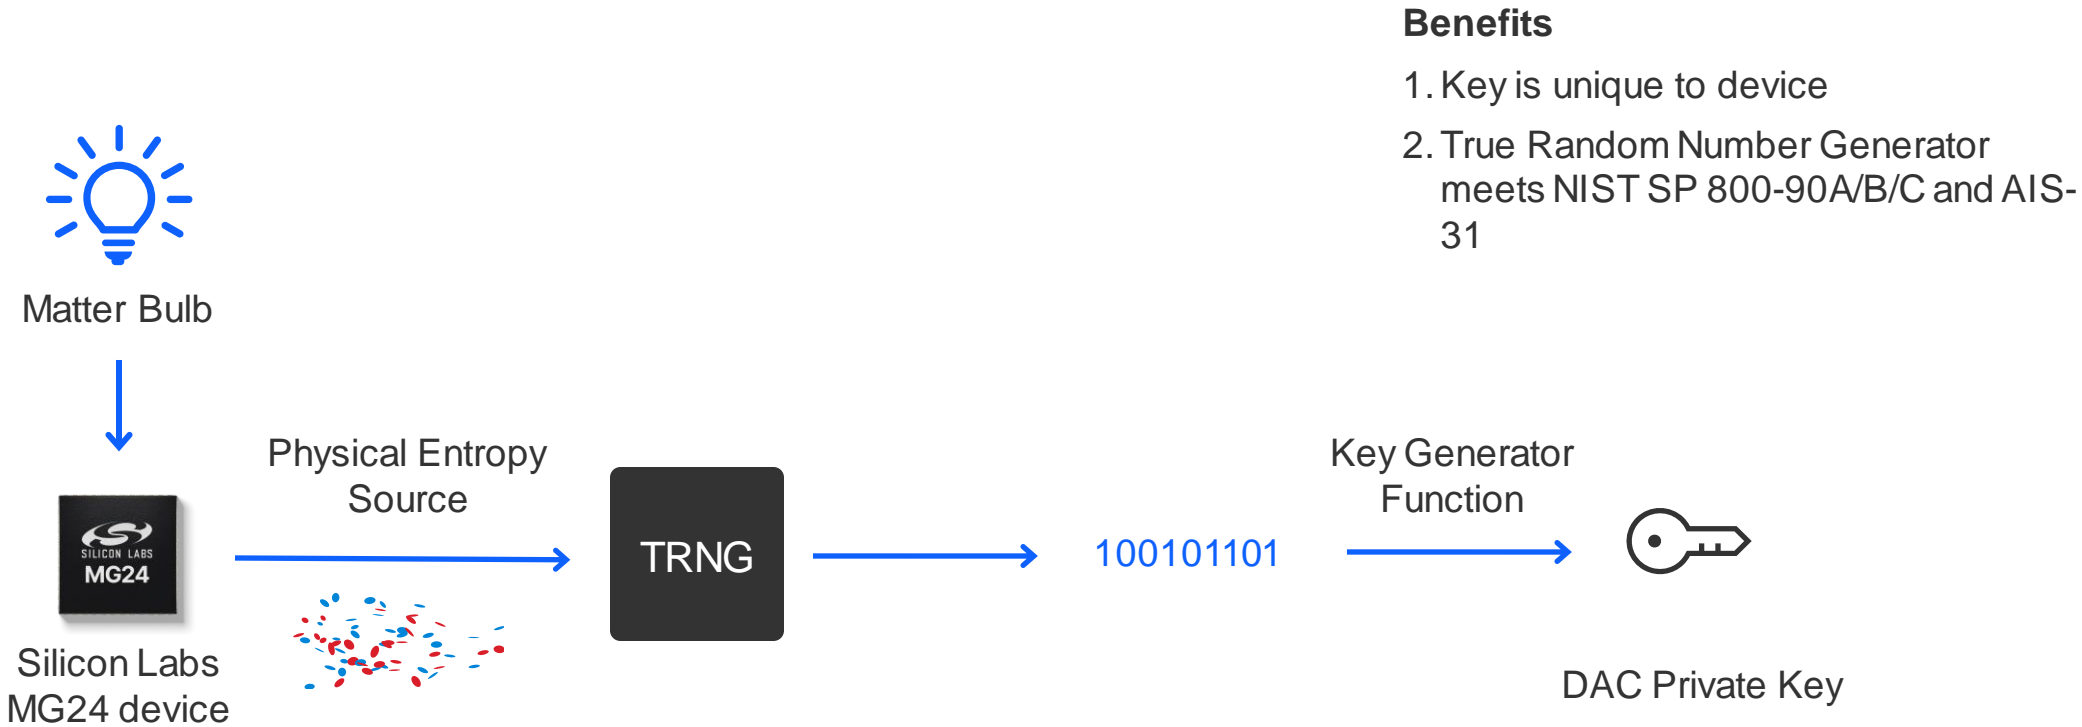 Benefits
1. Key is unique to device
2. True Random Number Generator
meets NIST SP 800-90A/B/C and AIS-
31
Matter Bulb
Physical Entropy
Source
Key Generator
Function
SILICON LABS
MG24
TRNG
100101101
Silicon Labs
MG24 device
DAC Private Key